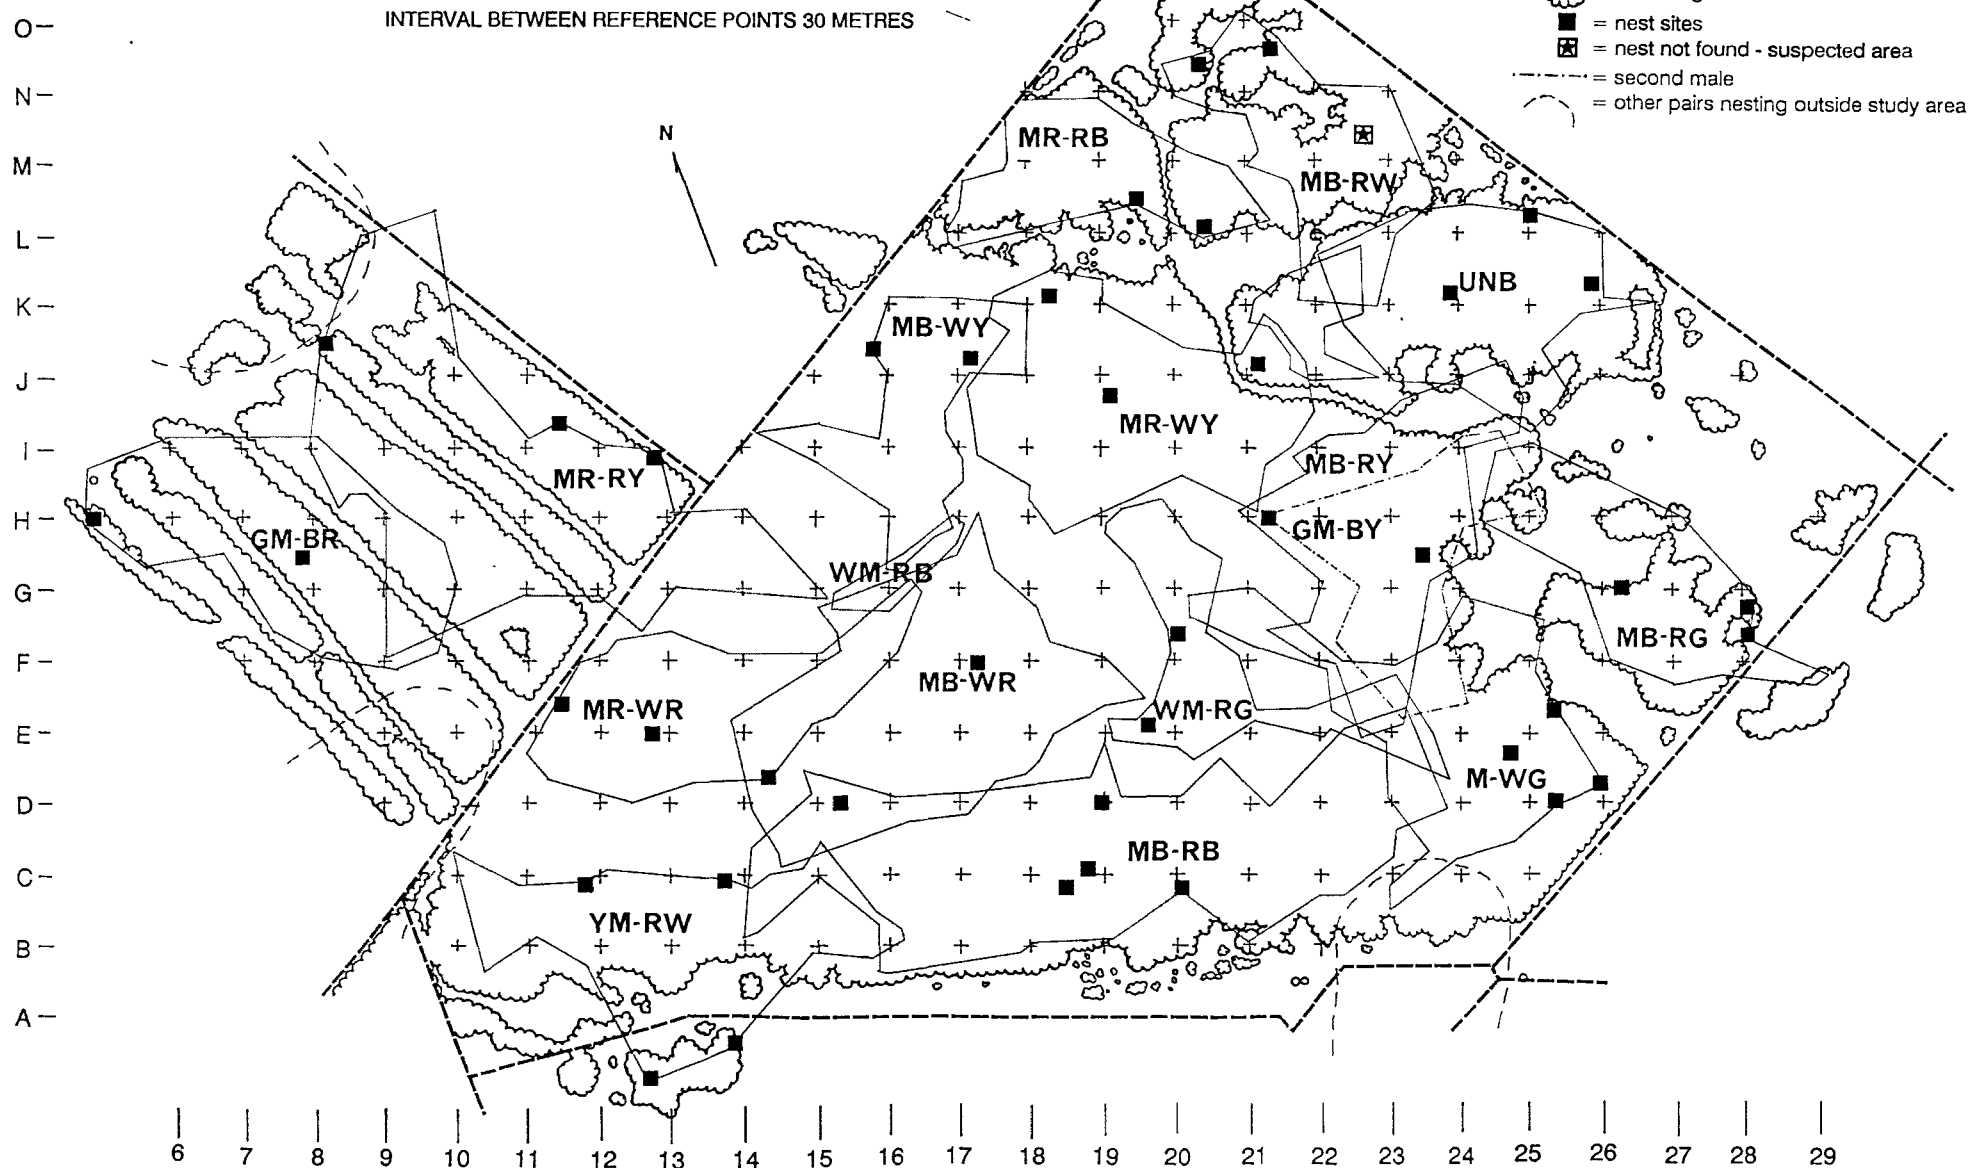 INTERVAL BETWEEN REFERENCE POINTS 30 METRES
= nest sites
= nest not found - suspected area
= second male
= other pairs nesting outside study area
N
O
N
M
L
K
J
I
H
G
F
E
D
C
B
A
MR-RB
MB-RW
UNB
MB-WY
MR-WY
MB-RY
MR-RY
GM-BY
GM-BR
WM-RB
MB-RG
MB-WR
MR-WR
WM-RG
M-WG
MB-RB
YM-RW
6 7 8 9 10 11 12 13 14 15 16 17 18 19 20 21 22 23 24 25 26 27 28 29